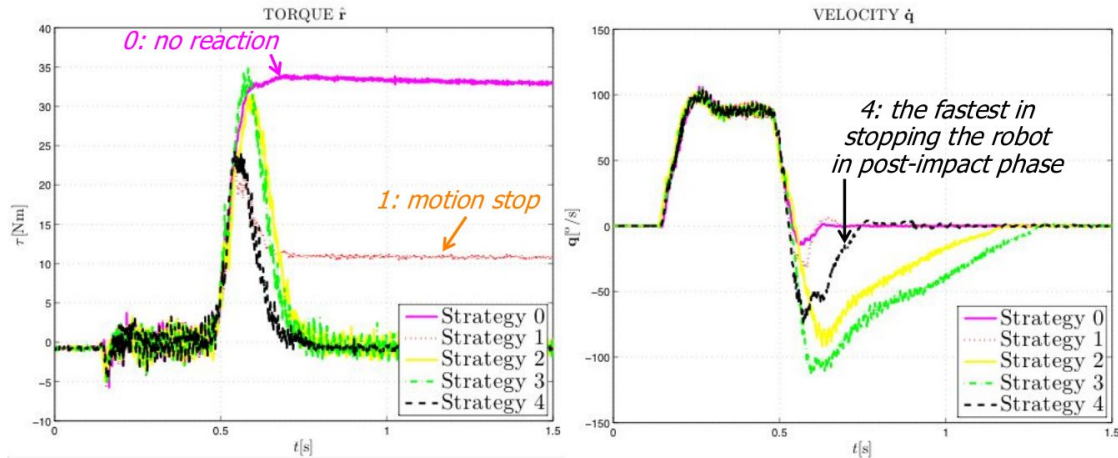 TORQUE r̂
0: no reaction
1: motion stop
40
35
30
25
20
15
10
5
0
−5
−10
τ[Nm]
0
0.5
1
1.5
t[s]
Strategy 0
Strategy 1
Strategy 2
Strategy 3
Strategy 4
VELOCITY q̇
4: the fastest in
stopping the robot
in post-impact phase
150
100
50
0
−50
−100
−150
q̇[°/s]
0
0.5
1
1.5
t[s]
Strategy 0
Strategy 1
Strategy 2
Strategy 3
Strategy 4